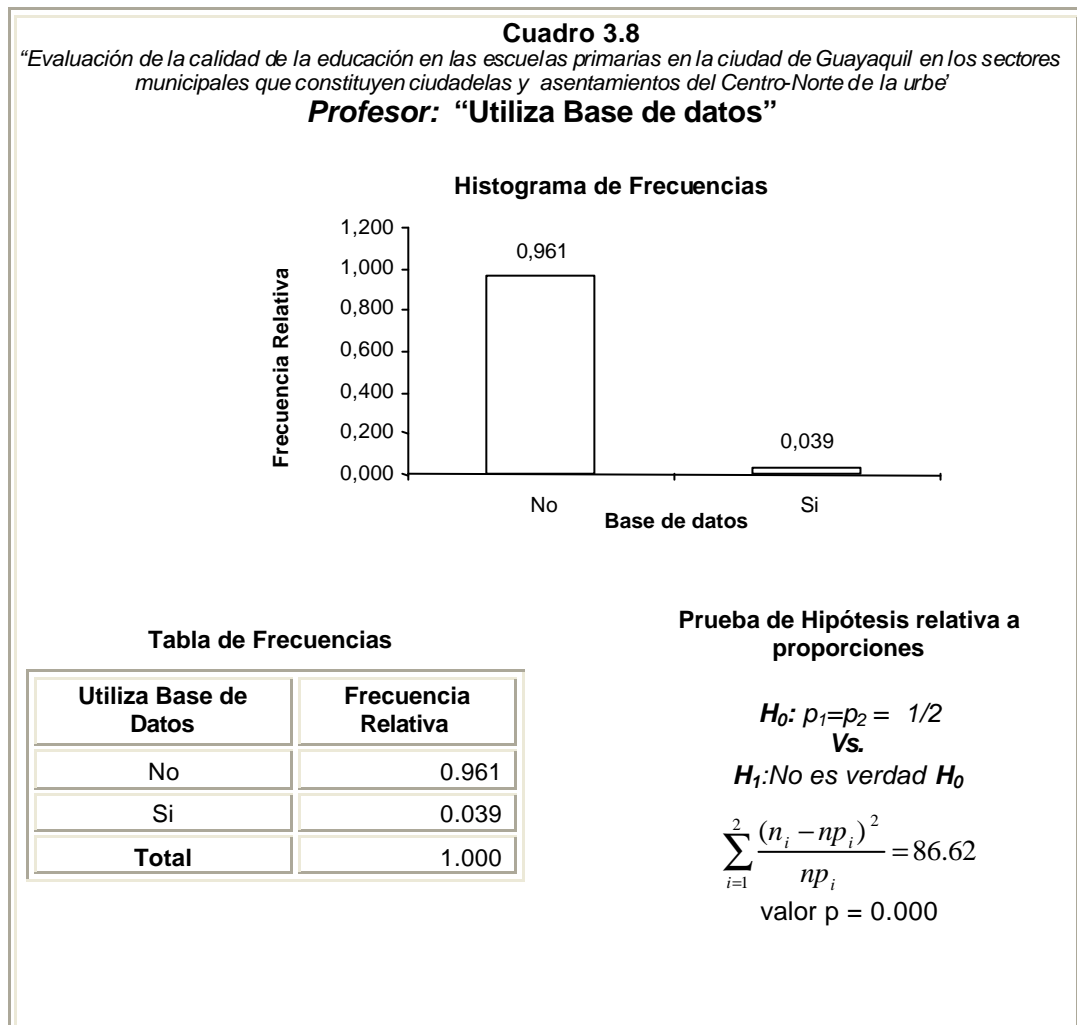 Cuadro 3.8
“Evaluación de la calidad de la educación en las escuelas primarias en la ciudad de Guayaquil en los sectores
municipales que constituyen ciudadelas y asentamientos del Centro-Norte de la urbe’
Profesor: “Utiliza Base de datos”
Histograma de Frecuencias
Frecuencia Relativa
1,200
1,000
0,800
0,600
0,400
0,200
0,000
0,961
0,039
No Si
Base de datos
Tabla de Frecuencias
Utiliza Base de Datos Frecuencia Relativa
No 0.961
Si 0.039
Total 1.000
Prueba de Hipótesis relativa a
proporciones
H₀: p₁=p₂ = 1/2
Vs.
H₁:No es verdad H₀
∑_{i=1}^{2} (n_i − np_i)² / np_i = 86.62
valor p = 0.000